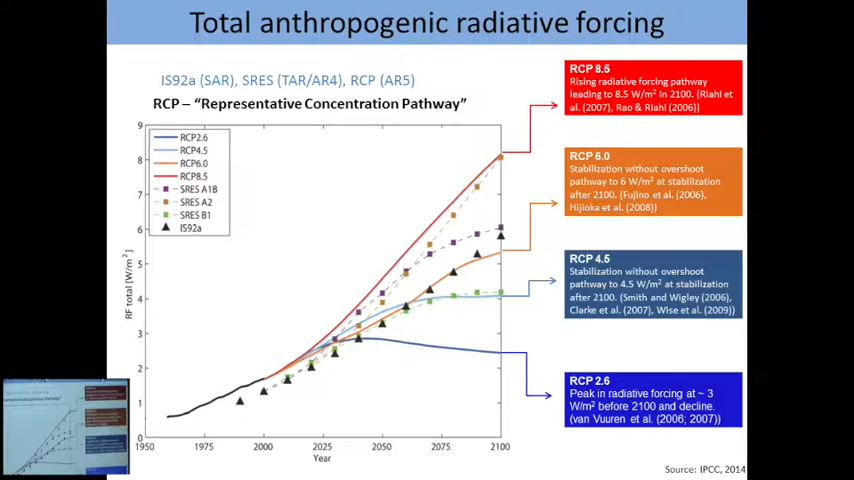 Total anthropogenic radiative forcing
IS92a (SAR), SRES (TAR/AR4), RCP (AR5)
RCP – “Representative Concentration Pathway”
9
8
7
6
5
4
3
2
1
0
RF total [W/m²]
RCP2.6
RCP4.5
RCP6.0
RCP8.5
SRES A1B
SRES A2
SRES B1
IS92a
1950
1975
2000
2025
2050
2075
2100
Year
RCP 8.5
Rising radiative forcing pathway
leading to 8.5 W/m² in 2100. (Riahi et
al. (2007), Rao & Riahi (2006))
RCP 6.0
Stabilization without overshoot
pathway to 6 W/m² at stabilization
after 2100. (Fujino et al. (2006),
Hijioka et al. (2008))
RCP 4.5
Stabilization without overshoot
pathway to 4.5 W/m² at stabilization
after 2100. (Smith and Wigley (2006),
Clarke et al. (2007), Wise et al. (2009))
RCP 2.6
Peak in radiative forcing at ~ 3
W/m² before 2100 and decline.
(van Vuuren et al. (2006; 2007))
Source: IPCC, 2014